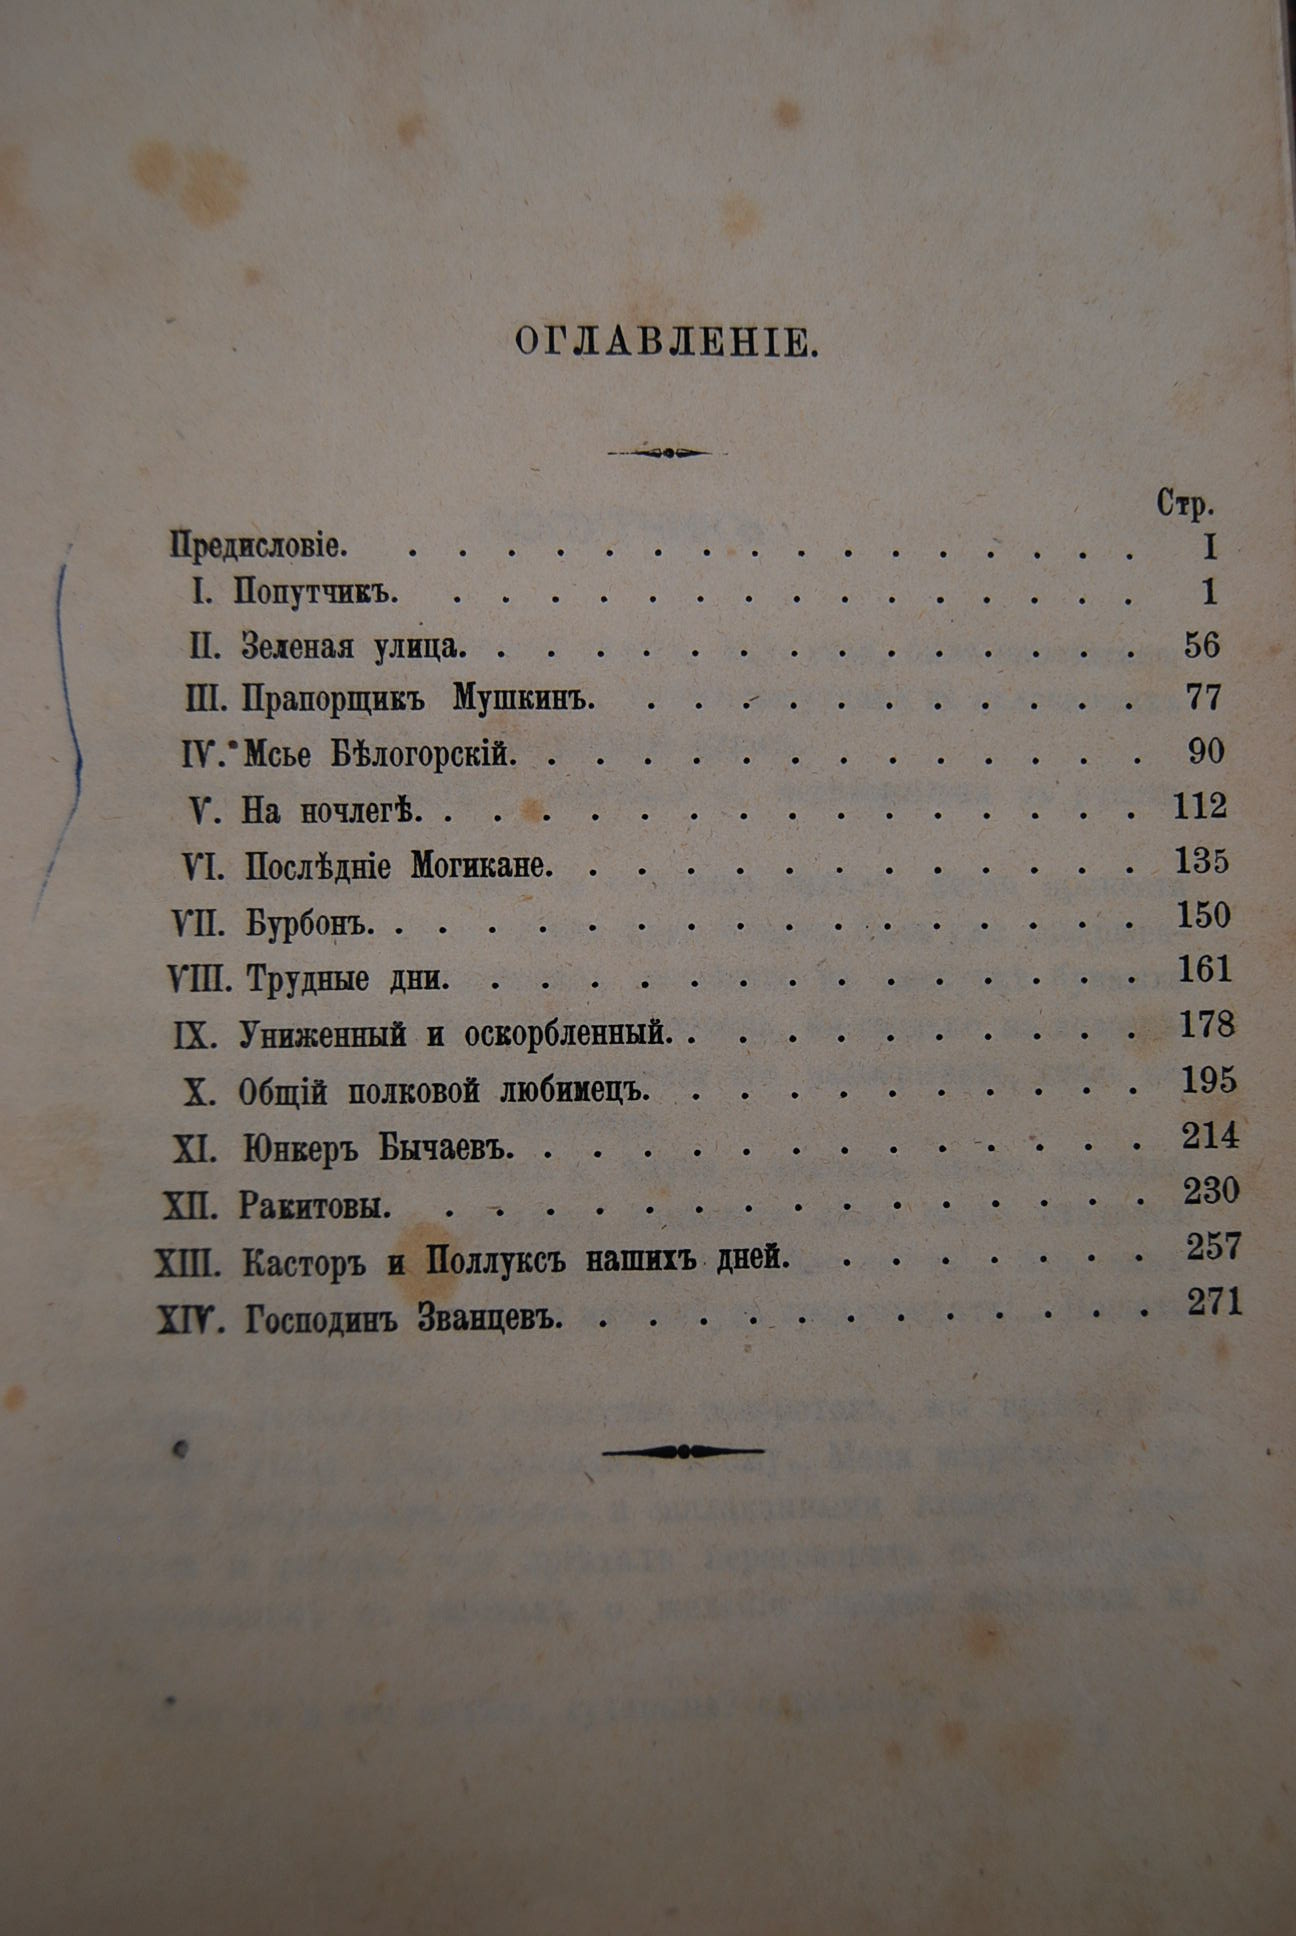 ОГЛАВЛЕНІЕ.
Стр.
Предисловіе. . . . . . . . . . . . . . . . I
I. Попутчикъ. . . . . . . . . . . . . . . . 1
II. Зеленая улица. . . . . . . . . . . . . . . 56
III. Прапорщикъ Мушкинъ. . . . . . . . . . . . 77
IV. Мсье Бѣлогорскій. . . . . . . . . . . . . . 90
V. На ночлегѣ. . . . . . . . . . . . . . . . 112
VI. Послѣдніе Могикане. . . . . . . . . . . . . 135
VII. Бурбонъ. . . . . . . . . . . . . . . . . 150
VIII. Трудные дни. . . . . . . . . . . . . . . 161
IX. Униженный и оскорбленный. . . . . . . . . . . 178
X. Общій полковой любимецъ. . . . . . . . . . . 195
XI. Юнкеръ Бычаевъ. . . . . . . . . . . . . . 214
XII. Ракитовы. . . . . . . . . . . . . . . . 230
XIII. Касторъ и Поллуксъ нашихъ дней. . . . . . . . 257
XIV. Господинъ Званцевъ. . . . . . . . . . . . . 271